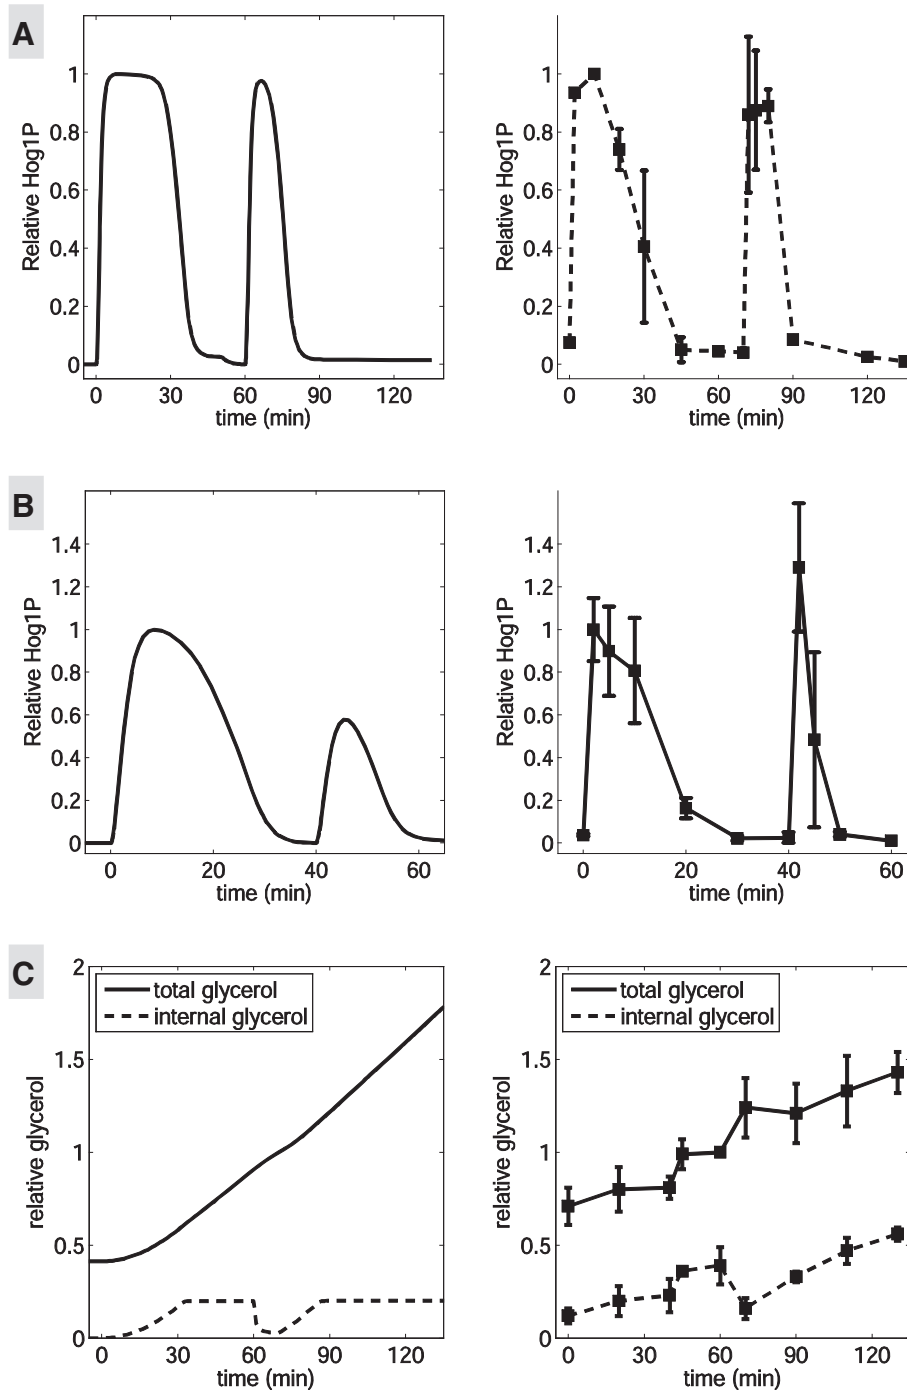 A
Relative Hog1P
1
0.8
0.6
0.4
0.2
0
0 30 60 90 120
time (min)
Relative Hog1P
1
0.8
0.6
0.4
0.2
0
0 30 60 90 120
time (min)
B
Relative Hog1P
1.4
1.2
1
0.8
0.6
0.4
0.2
0
0 20 40 60
time (min)
Relative Hog1P
1.4
1.2
1
0.8
0.6
0.4
0.2
0
0 20 40 60
time (min)
C
relative glycerol
2
1.5
1
0.5
0
total glycerol
internal glycerol
0 30 60 90 120
time (min)
relative glycerol
2
1.5
1
0.5
0
total glycerol
internal glycerol
0 30 60 90 120
time (min)